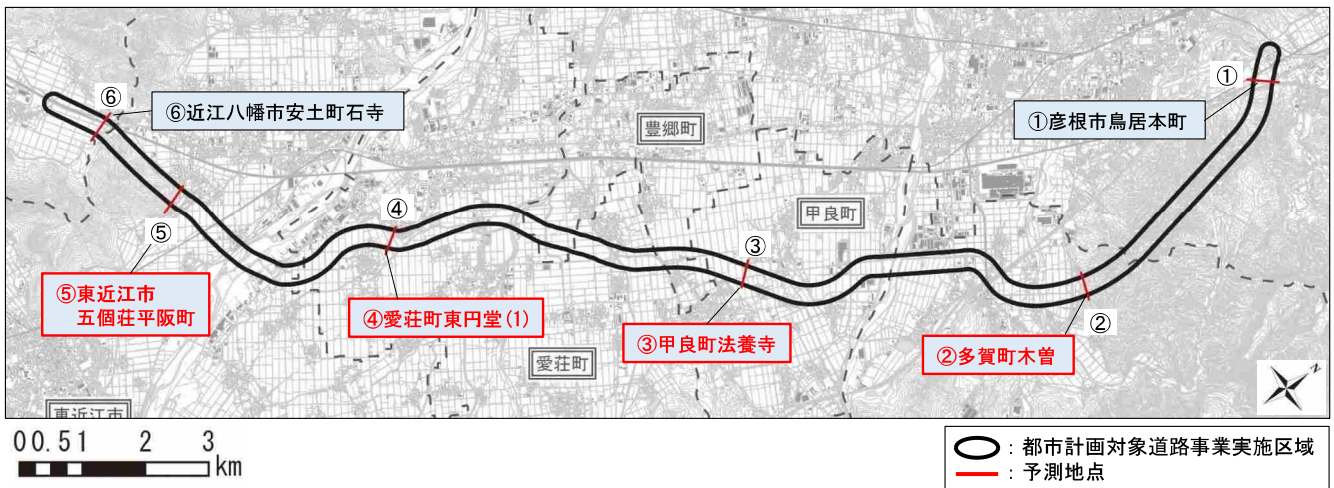 ⑥
⑥近江八幡市安土町石寺
豊郷町
①
①彦根市鳥居本町
④
甲良町
⑤
③
⑤東近江市
五個荘平阪町
④愛荘町東円堂(1)
③甲良町法養寺
②
②多賀町木曽
愛荘町
東近江市
N
0 0.5 1 2 3
km
：都市計画対象道路事業実施区域
：予測地点